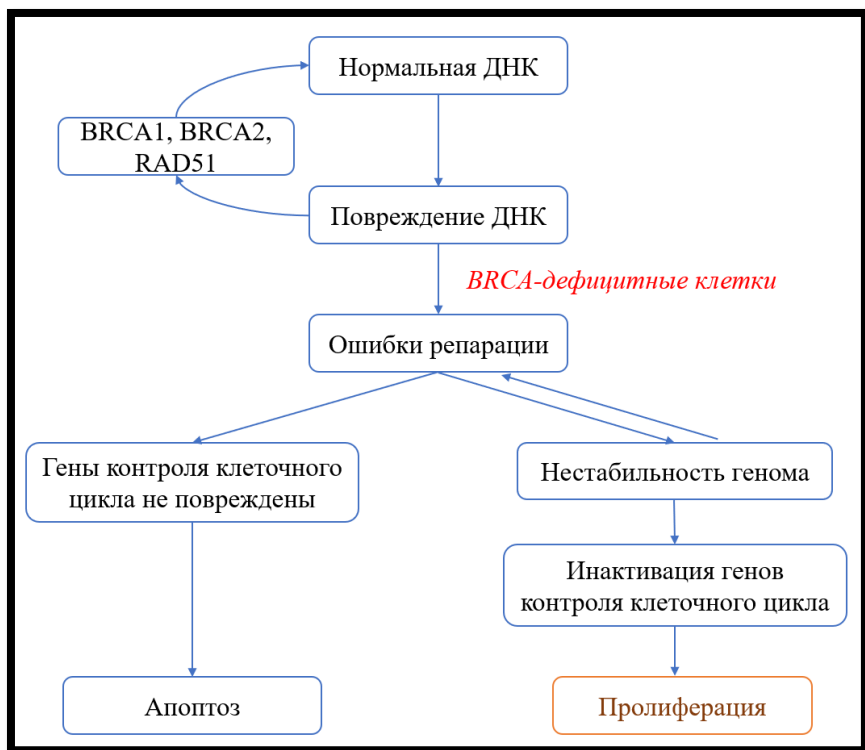 Нормальная ДНК
BRCA1, BRCA2,
RAD51
Повреждение ДНК
BRCA-дефицитные клетки
Ошибки репарации
Гены контроля клеточного
цикла не повреждены
Нестабильность генома
Инактивация генов
контроля клеточного цикла
Апоптоз
Пролиферация